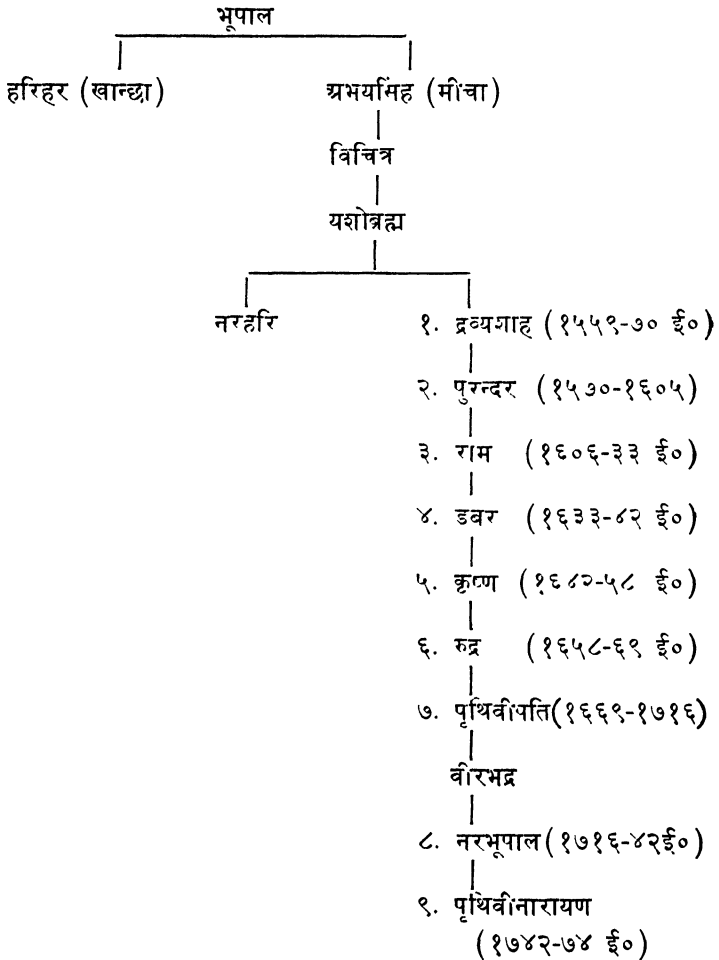 भूपाल
हरिहर (खान्छा) अभयसिंह (मींचा)
विचित्र
यशोब्रह्म
नरहरि १. द्रव्यशाह (१५५९-७० ई०)
२. पुरन्दर (१५७०-१६०५)
३. राम (१६०६-३३ ई०)
४. डबर (१६३३-४२ ई०)
५. कृष्ण (१६४२-५८ ई०)
६. रुद्र (१६५८-६९ ई०)
७. पृथिवीपति(१६६९-१७१६)
वीरभद्र
८. नरभूपाल(१७१६-४२ई०)
९. पृथिवीनारायण
(१७४२-७४ ई०)